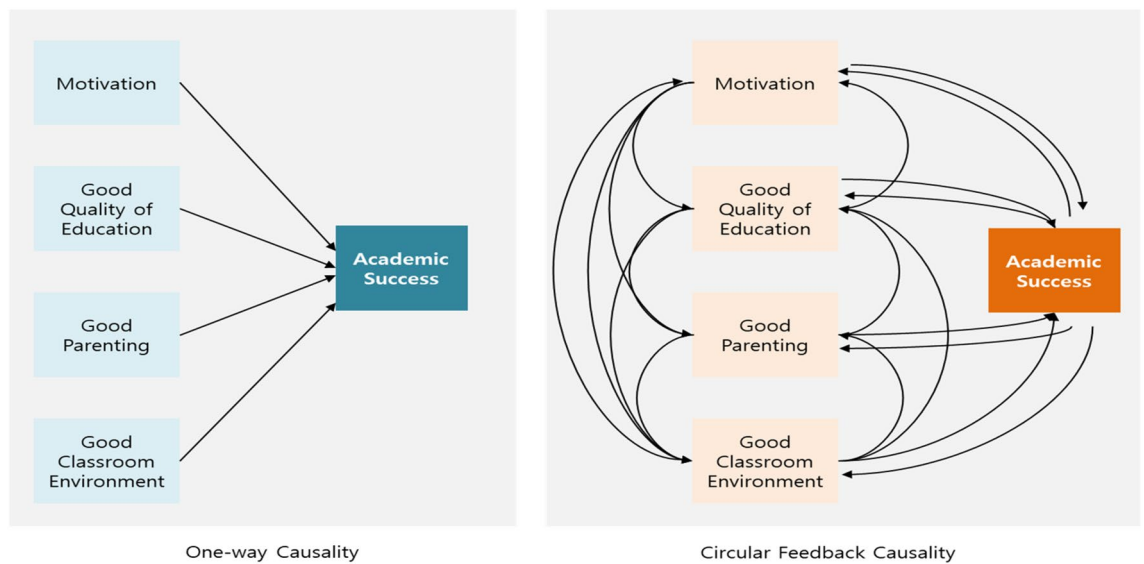 Motivation
Good
Quality of
Education
Good
Parenting
Good
Classroom
Environment
Academic
Success
One-way Causality
Motivation
Good
Quality of
Education
Good
Parenting
Good
Classroom
Environment
Academic
Success
Circular Feedback Causality